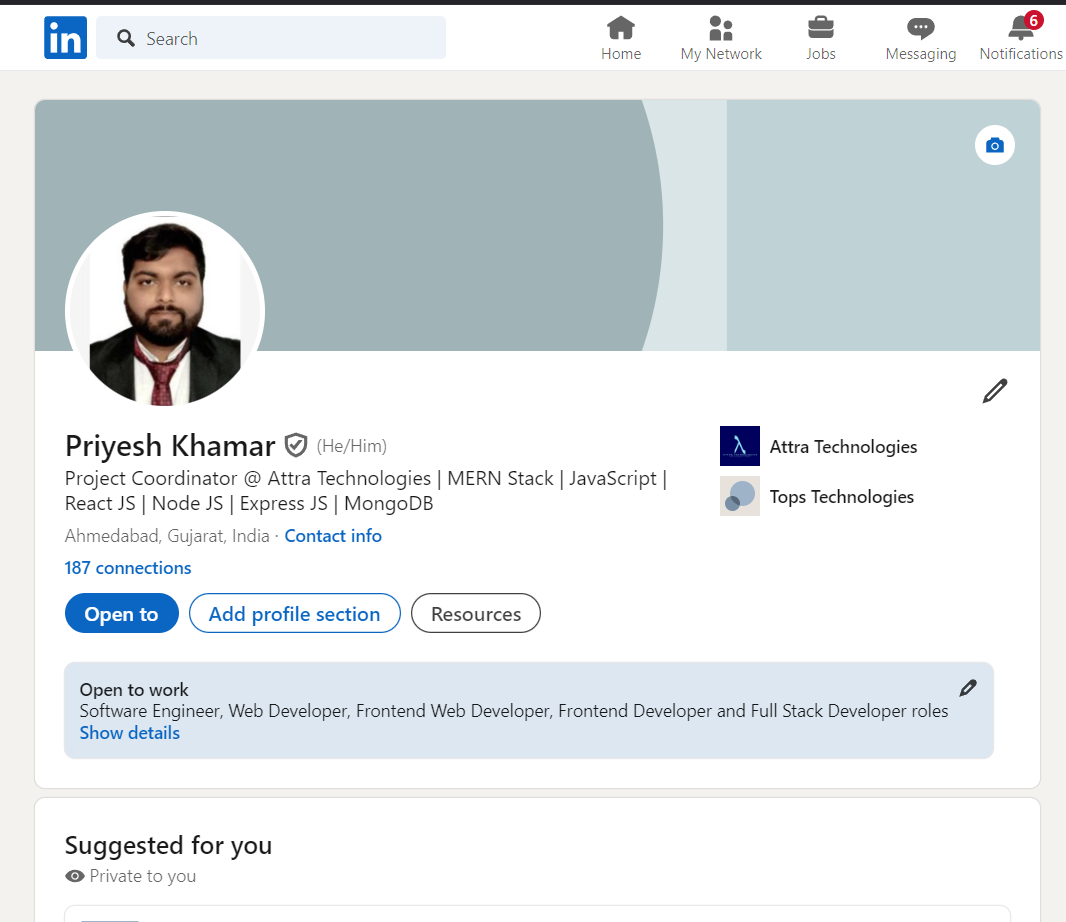 in
Search
Home
My Network
Jobs
Messaging
6
Notifications
Priyesh Khamar (He/Him)
Project Coordinator @ Attra Technologies | MERN Stack | JavaScript |
React JS | Node JS | Express JS | MongoDB
Ahmedabad, Gujarat, India · Contact info
187 connections
Attra Technologies
Tops Technologies
Open to
Add profile section
Resources
Open to work
Software Engineer, Web Developer, Frontend Web Developer, Frontend Developer and Full Stack Developer roles
Show details
Suggested for you
Private to you